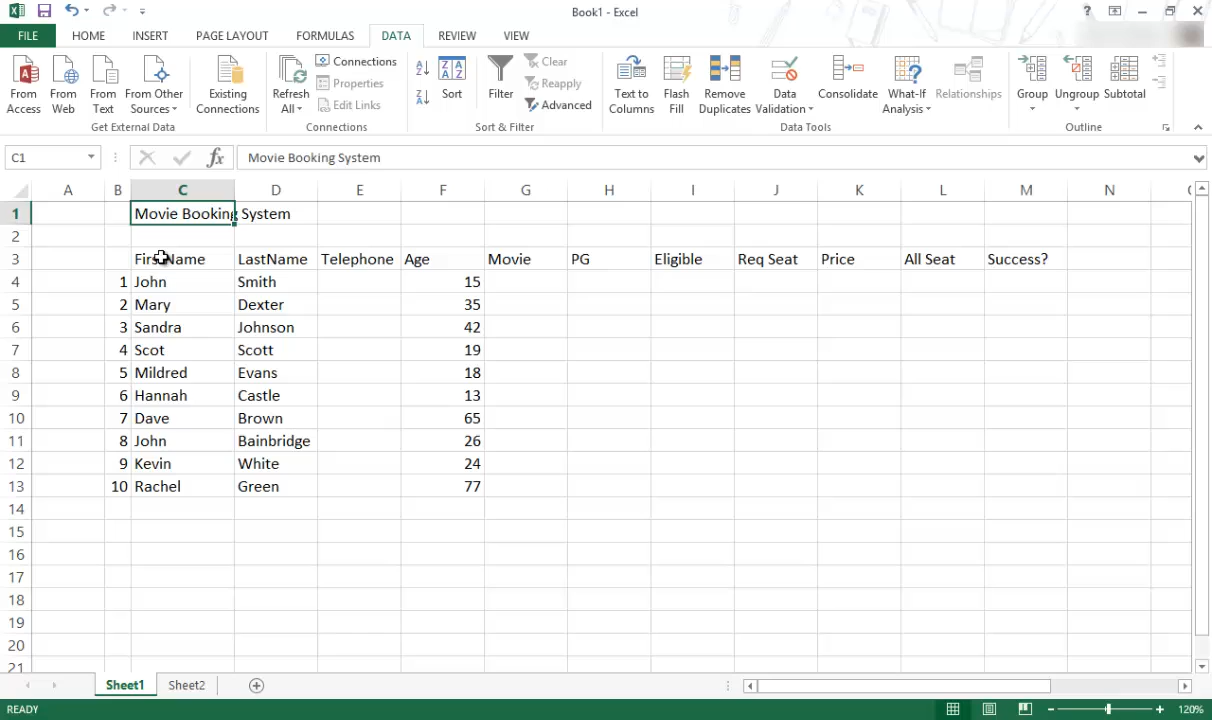 Book1 - Excel
FILE HOME INSERT PAGE LAYOUT FORMULAS DATA REVIEW VIEW
From Access
From Web
From Text
From Other Sources
Existing Connections
Get External Data
Refresh All
Connections
Properties
Edit Links
Connections
Sort
Filter
Clear
Reapply
Advanced
Sort & Filter
Text to Columns
Flash Fill
Remove Duplicates
Data Validation
Consolidate
What-If Analysis
Relationships
Data Tools
Group
Ungroup
Subtotal
Outline
C1 fx Movie Booking System
A B C D E F G H I J K L M N
1 Movie Booking System
2
3 FirstName LastName Telephone Age Movie PG Eligible Req Seat Price All Seat Success?
4 1 John Smith 15
5 2 Mary Dexter 35
6 3 Sandra Johnson 42
7 4 Scot Scott 19
8 5 Mildred Evans 18
9 6 Hannah Castle 13
10 7 Dave Brown 65
11 8 John Bainbridge 26
12 9 Kevin White 24
13 10 Rachel Green 77
14
15
16
17
18
19
20
21
Sheet1 Sheet2
READY 120%